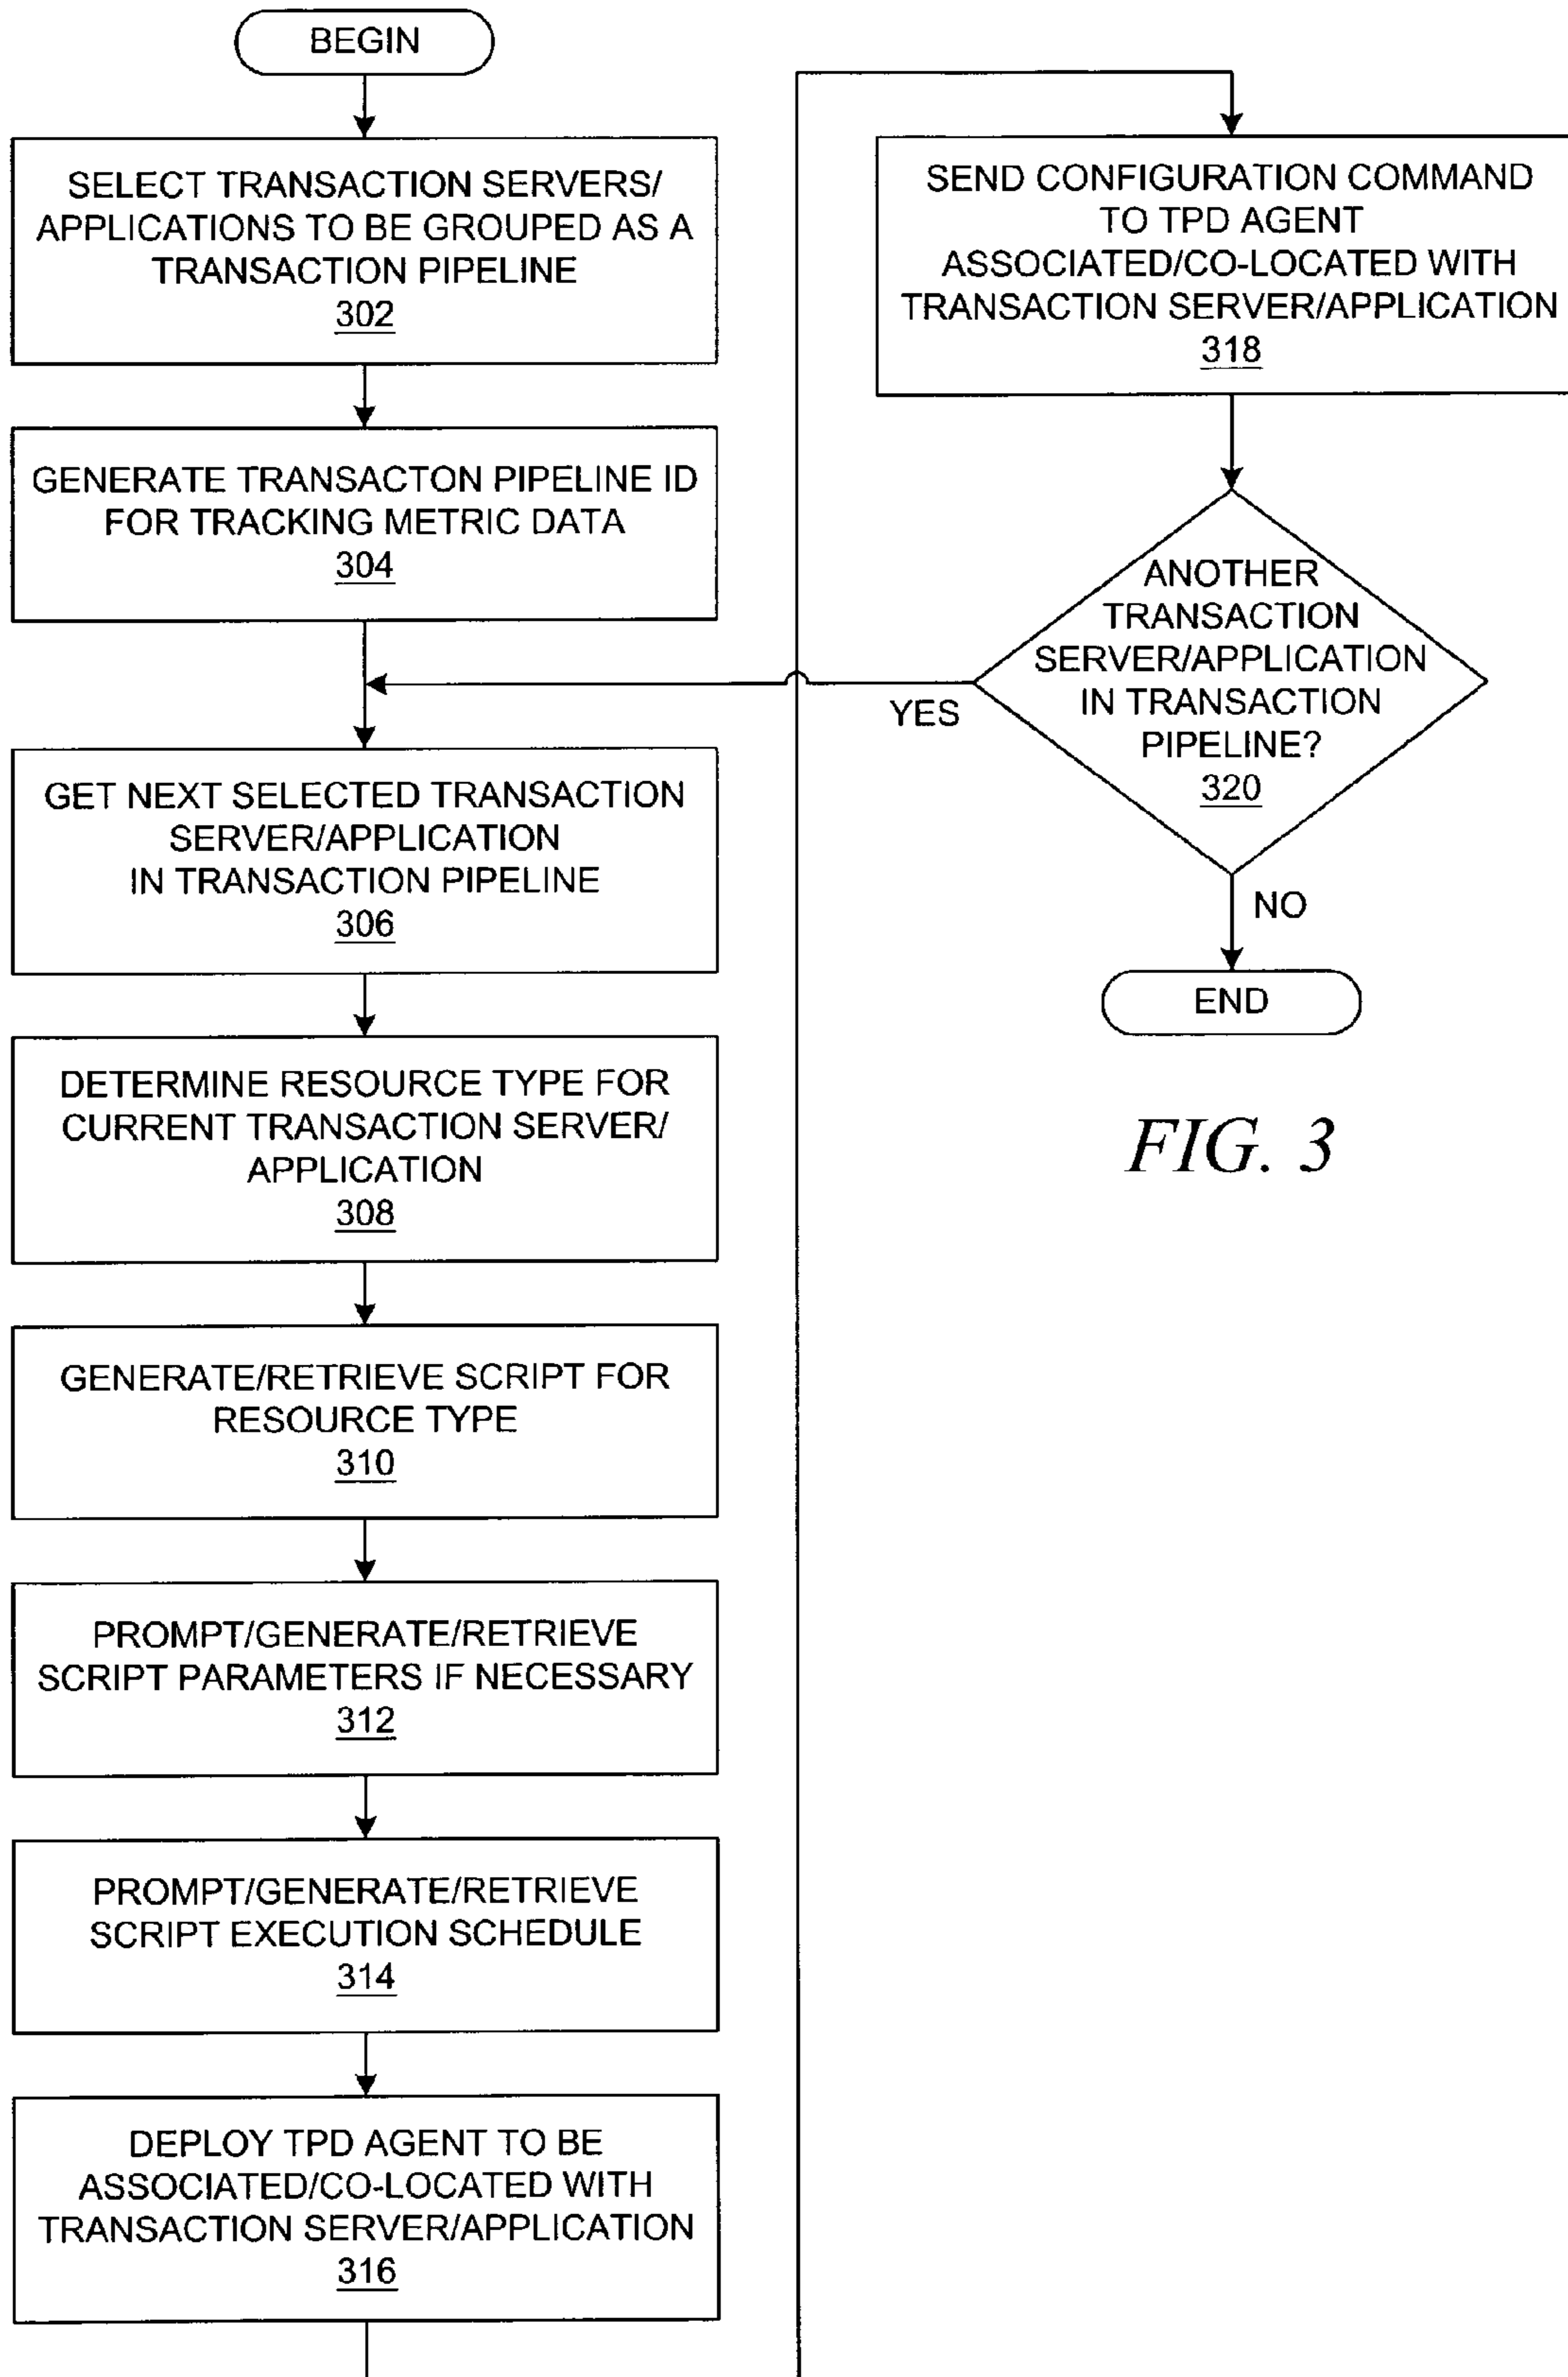 BEGIN
SELECT TRANSACTION SERVERS/
APPLICATIONS TO BE GROUPED AS A
TRANSACTION PIPELINE
302
GENERATE TRANSACTON PIPELINE ID
FOR TRACKING METRIC DATA
304
GET NEXT SELECTED TRANSACTION
SERVER/APPLICATION
IN TRANSACTION PIPELINE
306
DETERMINE RESOURCE TYPE FOR
CURRENT TRANSACTION SERVER/
APPLICATION
308
GENERATE/RETRIEVE SCRIPT FOR
RESOURCE TYPE
310
PROMPT/GENERATE/RETRIEVE
SCRIPT PARAMETERS IF NECESSARY
312
PROMPT/GENERATE/RETRIEVE
SCRIPT EXECUTION SCHEDULE
314
DEPLOY TPD AGENT TO BE
ASSOCIATED/CO-LOCATED WITH
TRANSACTION SERVER/APPLICATION
316
SEND CONFIGURATION COMMAND
TO TPD AGENT
ASSOCIATED/CO-LOCATED WITH
TRANSACTION SERVER/APPLICATION
318
ANOTHER
TRANSACTION
SERVER/APPLICATION
IN TRANSACTION
PIPELINE?
320
YES
NO
END
FIG. 3